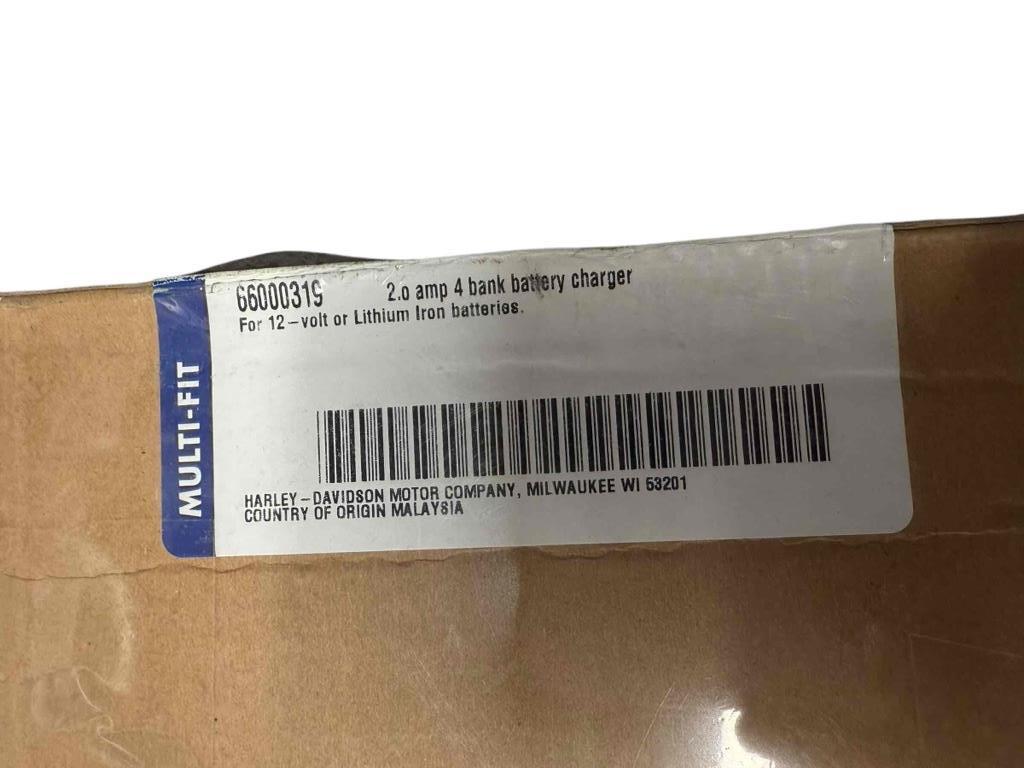 MULTI-FIT
66000319 2.0 amp 4 bank battery charger
For 12-volt or Lithium Iron batteries.
HARLEY-DAVIDSON MOTOR COMPANY, MILWAUKEE WI 53201
COUNTRY OF ORIGIN MALAYSIA